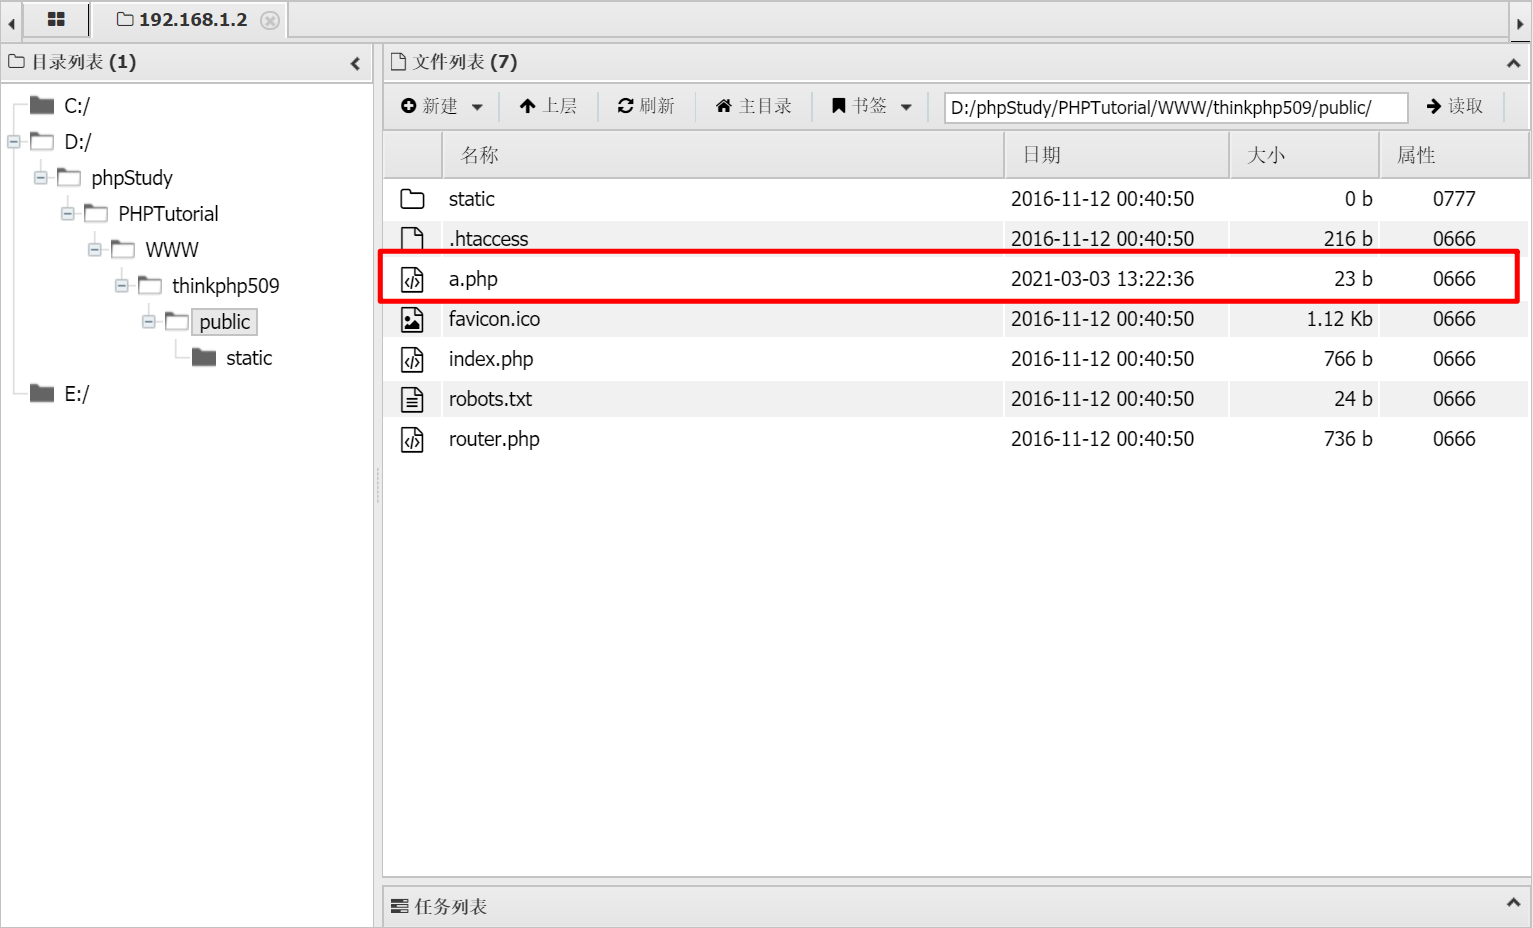 192.168.1.2
目录列表 (1)
C:/
D:/
phpStudy
PHPTutorial
WWW
thinkphp509
public
static
E:/
文件列表 (7)
新建 上层 刷新 主目录 书签 D:/phpStudy/PHPTutorial/WWW/thinkphp509/public/ 读取
名称 日期 大小 属性
static 2016-11-12 00:40:50 0 b 0777
.htaccess 2016-11-12 00:40:50 216 b 0666
a.php 2021-03-03 13:22:36 23 b 0666
favicon.ico 2016-11-12 00:40:50 1.12 Kb 0666
index.php 2016-11-12 00:40:50 766 b 0666
robots.txt 2016-11-12 00:40:50 24 b 0666
router.php 2016-11-12 00:40:50 736 b 0666
任务列表